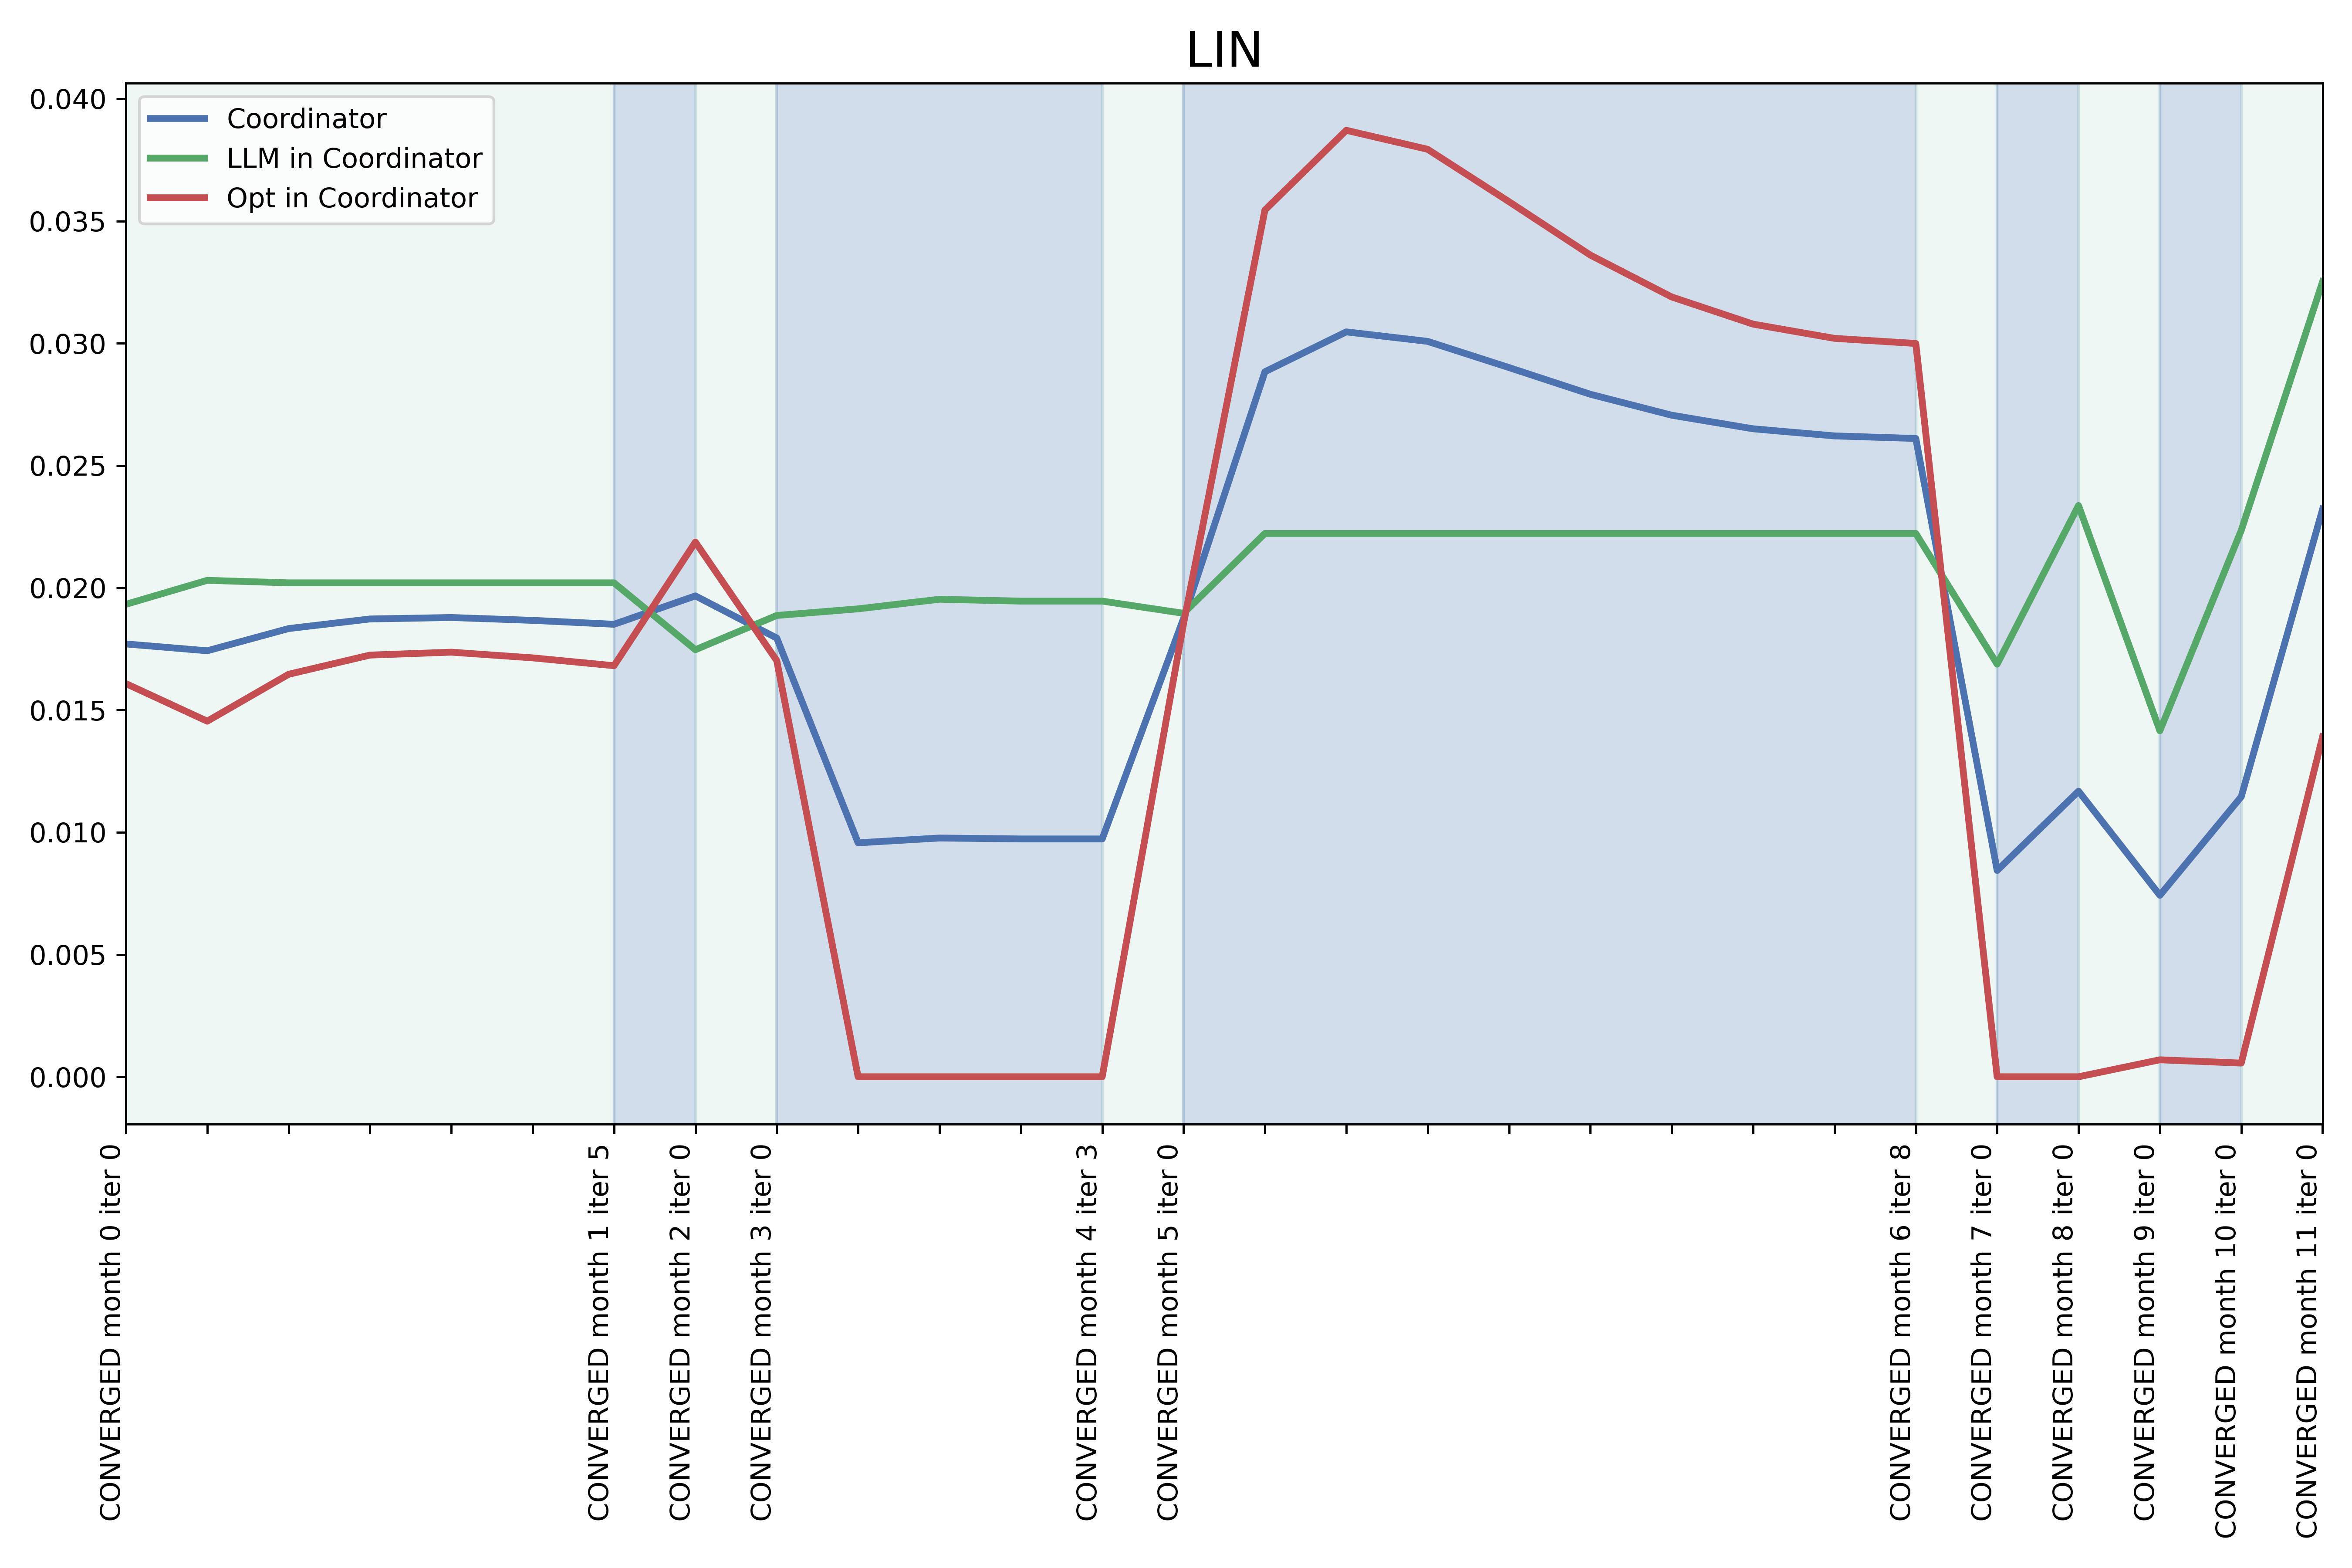 LIN
0.040
0.035
0.030
0.025
0.020
0.015
0.010
0.005
0.000
Coordinator
LLM in Coordinator
Opt in Coordinator
CONVERGED month 0 iter 0
CONVERGED month 1 iter 5
CONVERGED month 2 iter 0
CONVERGED month 3 iter 0
CONVERGED month 4 iter 3
CONVERGED month 5 iter 0
CONVERGED month 6 iter 8
CONVERGED month 7 iter 0
CONVERGED month 8 iter 0
CONVERGED month 9 iter 0
CONVERGED month 10 iter 0
CONVERGED month 11 iter 0